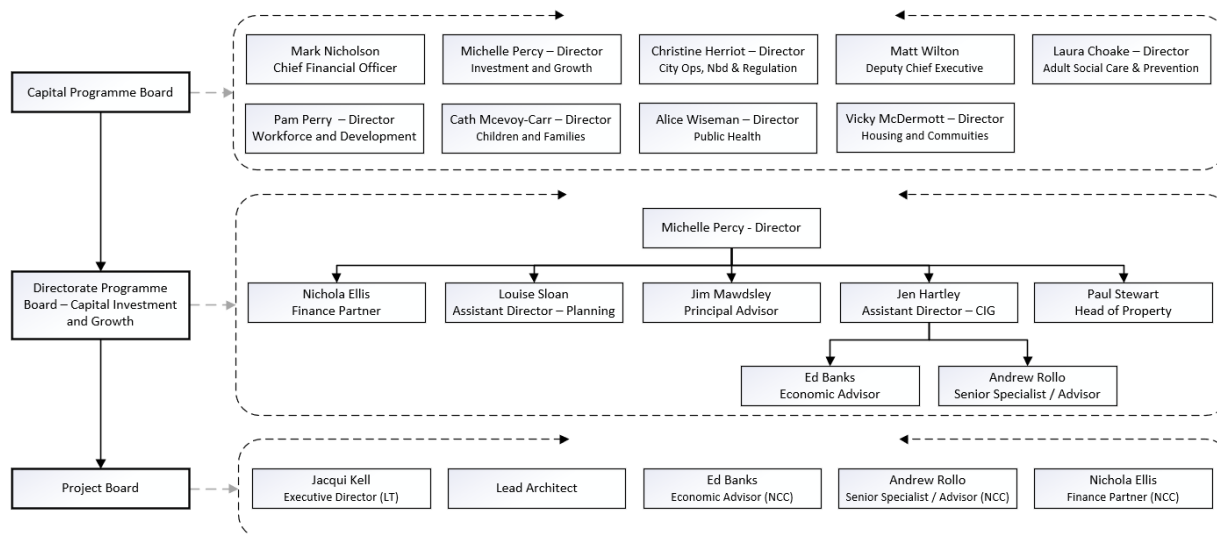 Capital Programme Board
Mark Nicholson
Chief Financial Officer
Michelle Percy – Director
Investment and Growth
Christine Herriot – Director
City Ops, Nbd & Regulation
Matt Wilton
Deputy Chief Executive
Laura Choake – Director
Adult Social Care & Prevention
Pam Perry – Director
Workforce and Development
Cath Mcevoy-Carr – Director
Children and Families
Alice Wiseman – Director
Public Health
Vicky McDermott – Director
Housing and Commuities
Directorate Programme
Board – Capital Investment
and Growth
Michelle Percy - Director
Nichola Ellis
Finance Partner
Louise Sloan
Assistant Director – Planning
Jim Mawdsley
Principal Advisor
Jen Hartley
Assistant Director – CIG
Paul Stewart
Head of Property
Ed Banks
Economic Advisor
Andrew Rollo
Senior Specialist / Advisor
Project Board
Jacqui Kell
Executive Director (LT)
Lead Architect
Ed Banks
Economic Advisor (NCC)
Andrew Rollo
Senior Specialist / Advisor (NCC)
Nichola Ellis
Finance Partner (NCC)